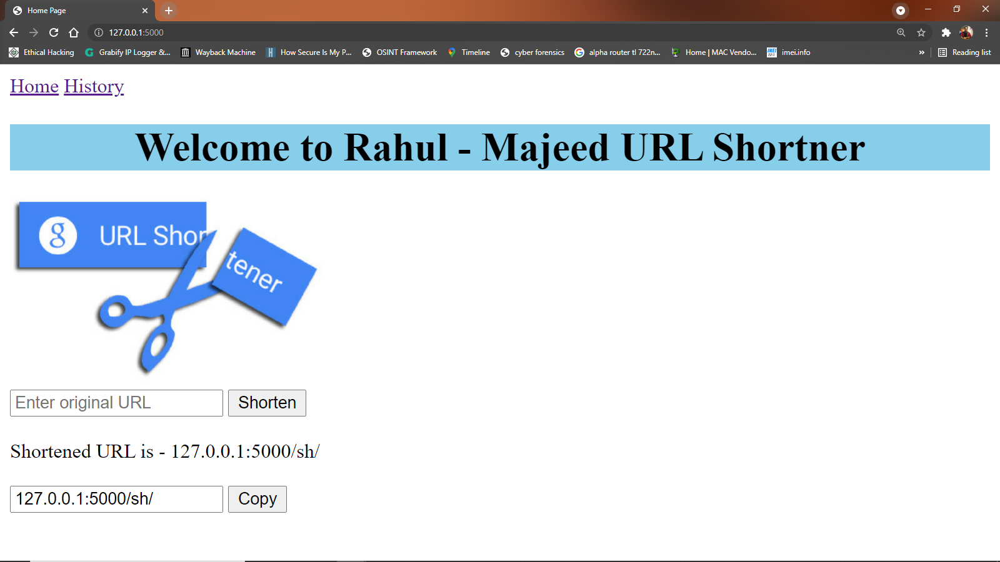 Home Page
127.0.0.1:5000
Ethical Hacking Grabify IP Logger &... Wayback Machine How Secure Is My P... OSINT Framework Timeline cyber forensics alpha router tl 722n... Home | MAC Vendo... IMEI INFO imei.info » Reading list
Home History
Welcome to Rahul - Majeed URL Shortner
g URL Shor
tener
Enter original URL Shorten
Shortened URL is - 127.0.0.1:5000/sh/
127.0.0.1:5000/sh/ Copy